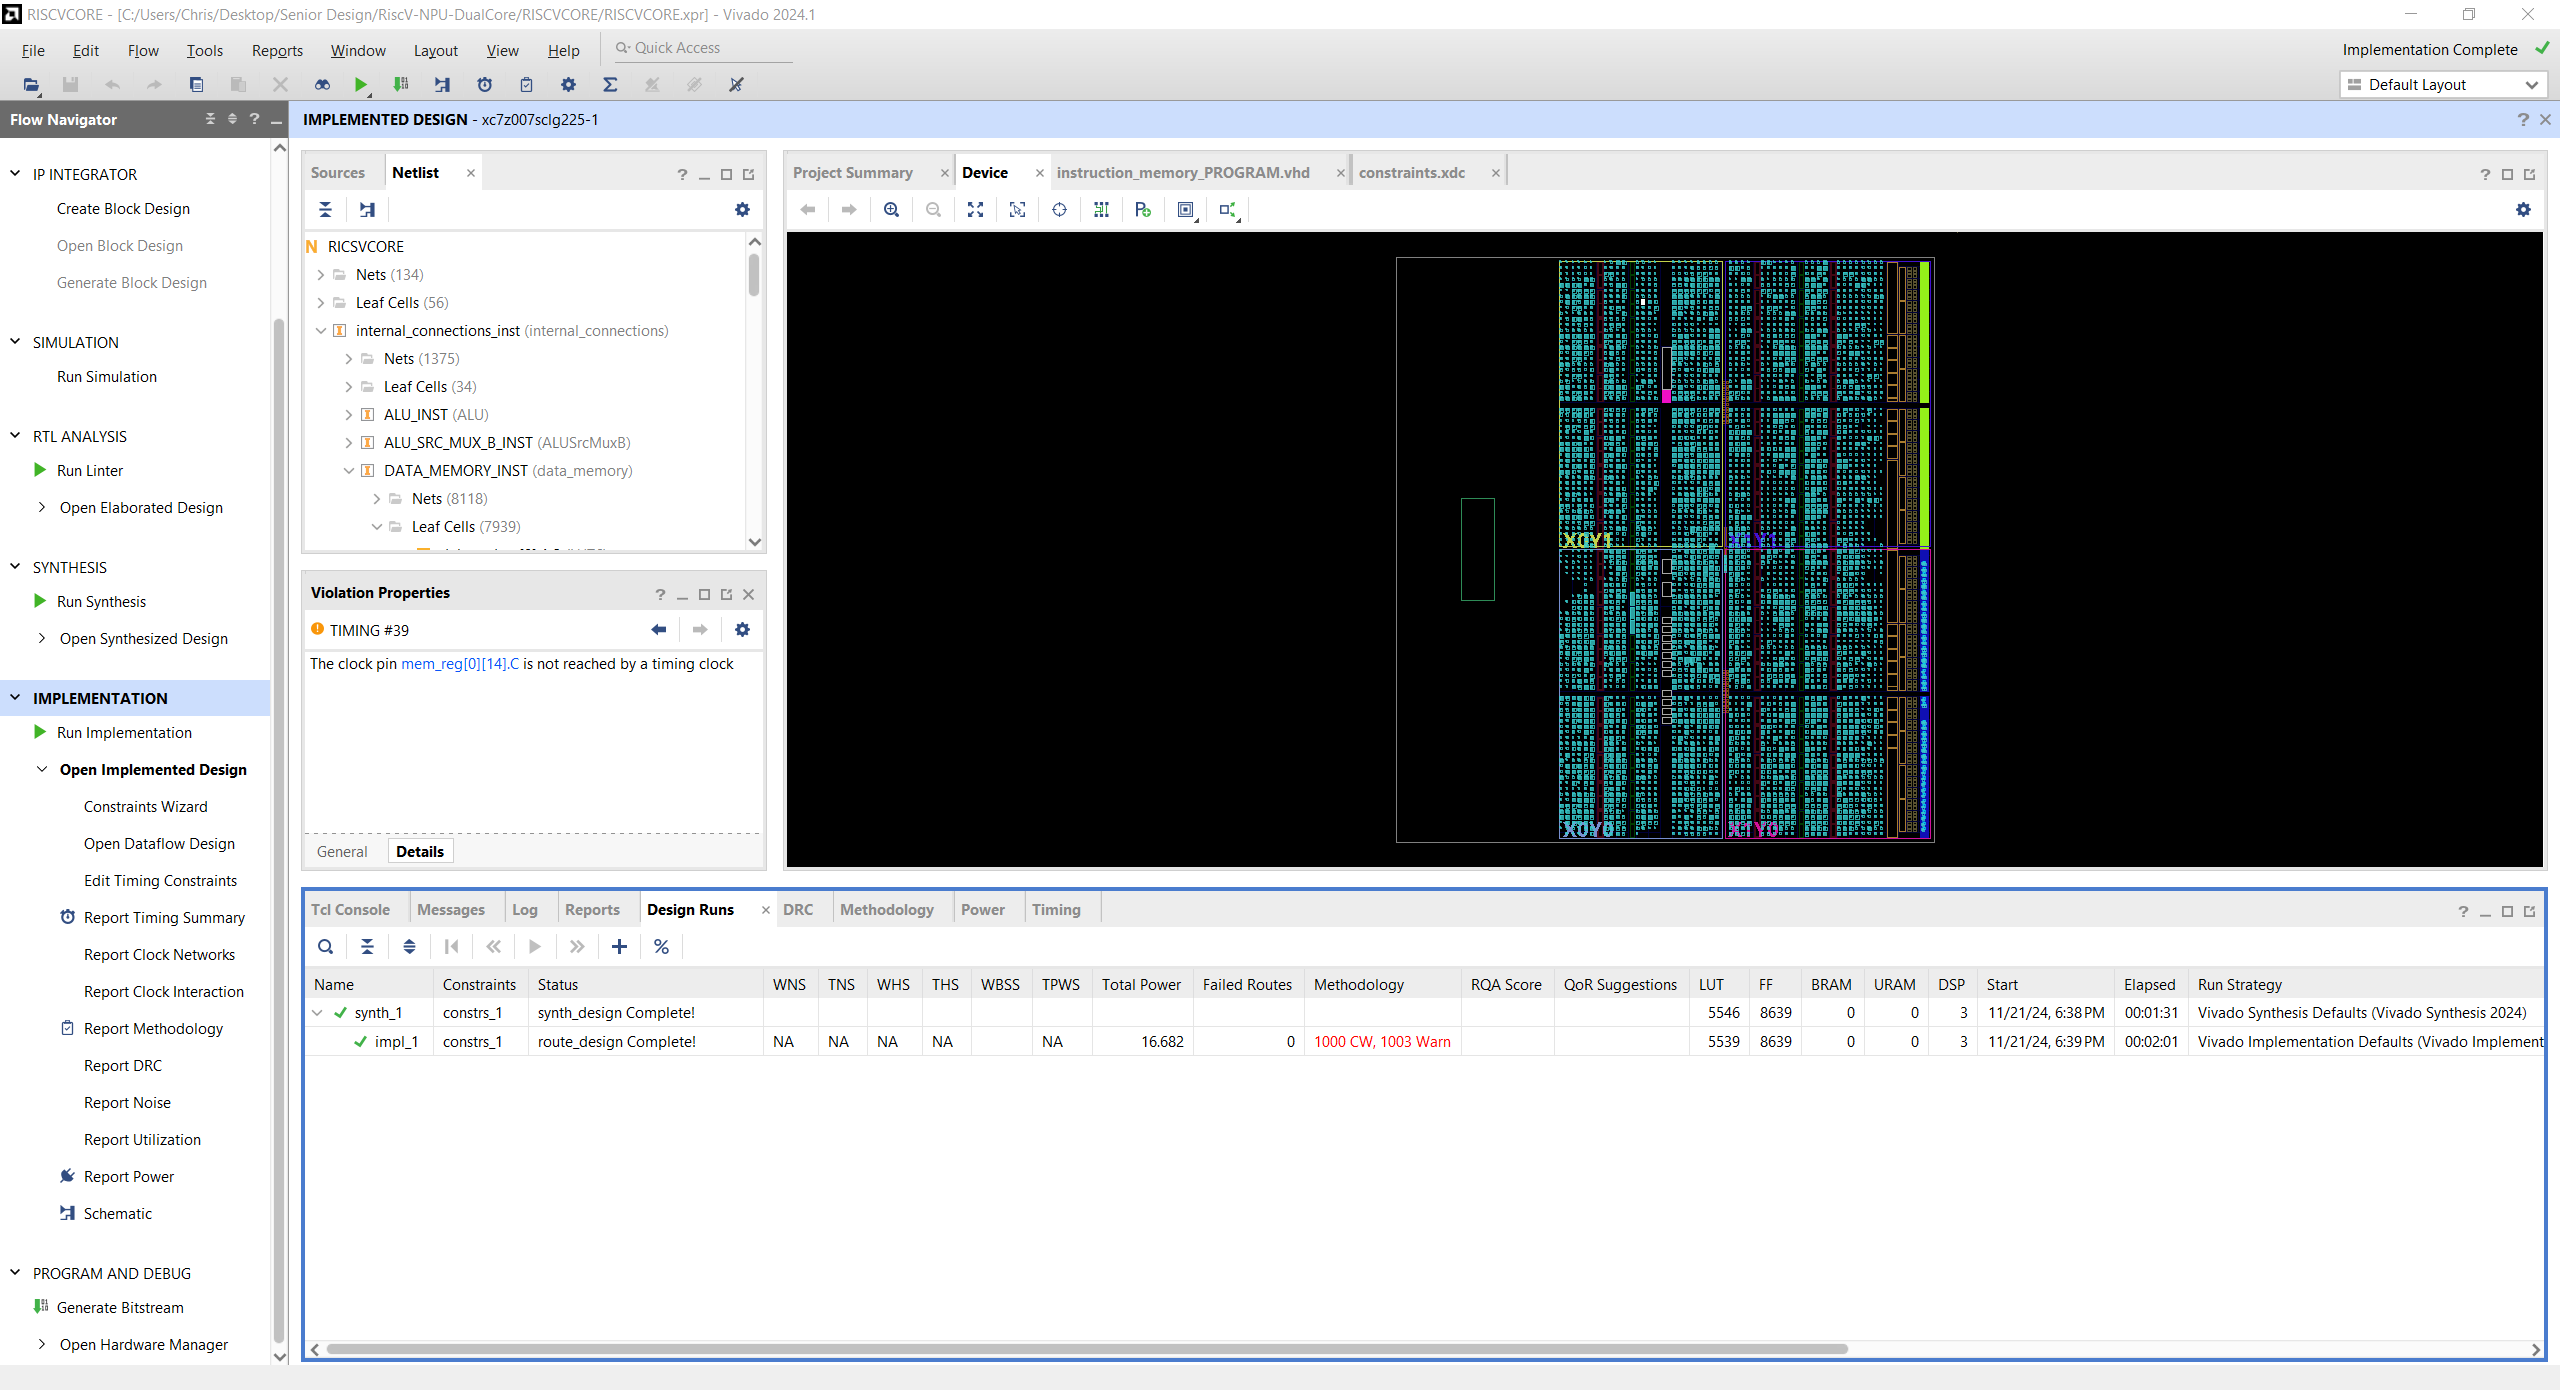 RISCVCORE - [C:/Users/Chris/Desktop/Senior Design/RiscV-NPU-DualCore/RISCVCORE/RISCVCORE.xpr] - Vivado 2024.1
File Edit Flow Tools Reports Window Layout View Help Quick Access
Implementation Complete
Default Layout
Flow Navigator
IP INTEGRATOR
Create Block Design
Open Block Design
Generate Block Design
SIMULATION
Run Simulation
RTL ANALYSIS
Run Linter
Open Elaborated Design
SYNTHESIS
Run Synthesis
Open Synthesized Design
IMPLEMENTATION
Run Implementation
Open Implemented Design
Constraints Wizard
Open Dataflow Design
Edit Timing Constraints
Report Timing Summary
Report Clock Networks
Report Clock Interaction
Report Methodology
Report DRC
Report Noise
Report Utilization
Report Power
Schematic
PROGRAM AND DEBUG
Generate Bitstream
Open Hardware Manager
IMPLEMENTED DESIGN - xc7z007sclg225-1
Sources Netlist
RICSVCORE
Nets (134)
Leaf Cells (56)
internal_connections_inst (internal_connections)
Nets (1375)
Leaf Cells (34)
ALU_INST (ALU)
ALU_SRC_MUX_B_INST (ALUSrcMuxB)
DATA_MEMORY_INST (data_memory)
Nets (8118)
Leaf Cells (7939)
Violation Properties
TIMING #39
The clock pin mem_reg[0][14].C is not reached by a timing clock
General Details
Project Summary Device instruction_memory_PROGRAM.vhd constraints.xdc
X0Y1 X1Y1
X0Y0 X1Y0
Tcl Console Messages Log Reports Design Runs DRC Methodology Power Timing
Name Constraints Status WNS TNS WHS THS WBSS TPWS Total Power Failed Routes Methodology RQA Score QoR Suggestions LUT FF BRAM URAM DSP Start Elapsed Run Strategy
synth_1 constrs_1 synth_design Complete! 5546 8639 0 0 3 11/21/24, 6:38 PM 00:01:31 Vivado Synthesis Defaults (Vivado Synthesis 2024)
impl_1 constrs_1 route_design Complete! NA NA NA NA NA 16.682 0 1000 CW, 1003 Warn 5539 8639 0 0 3 11/21/24, 6:39 PM 00:02:01 Vivado Implementation Defaults (Vivado Implement